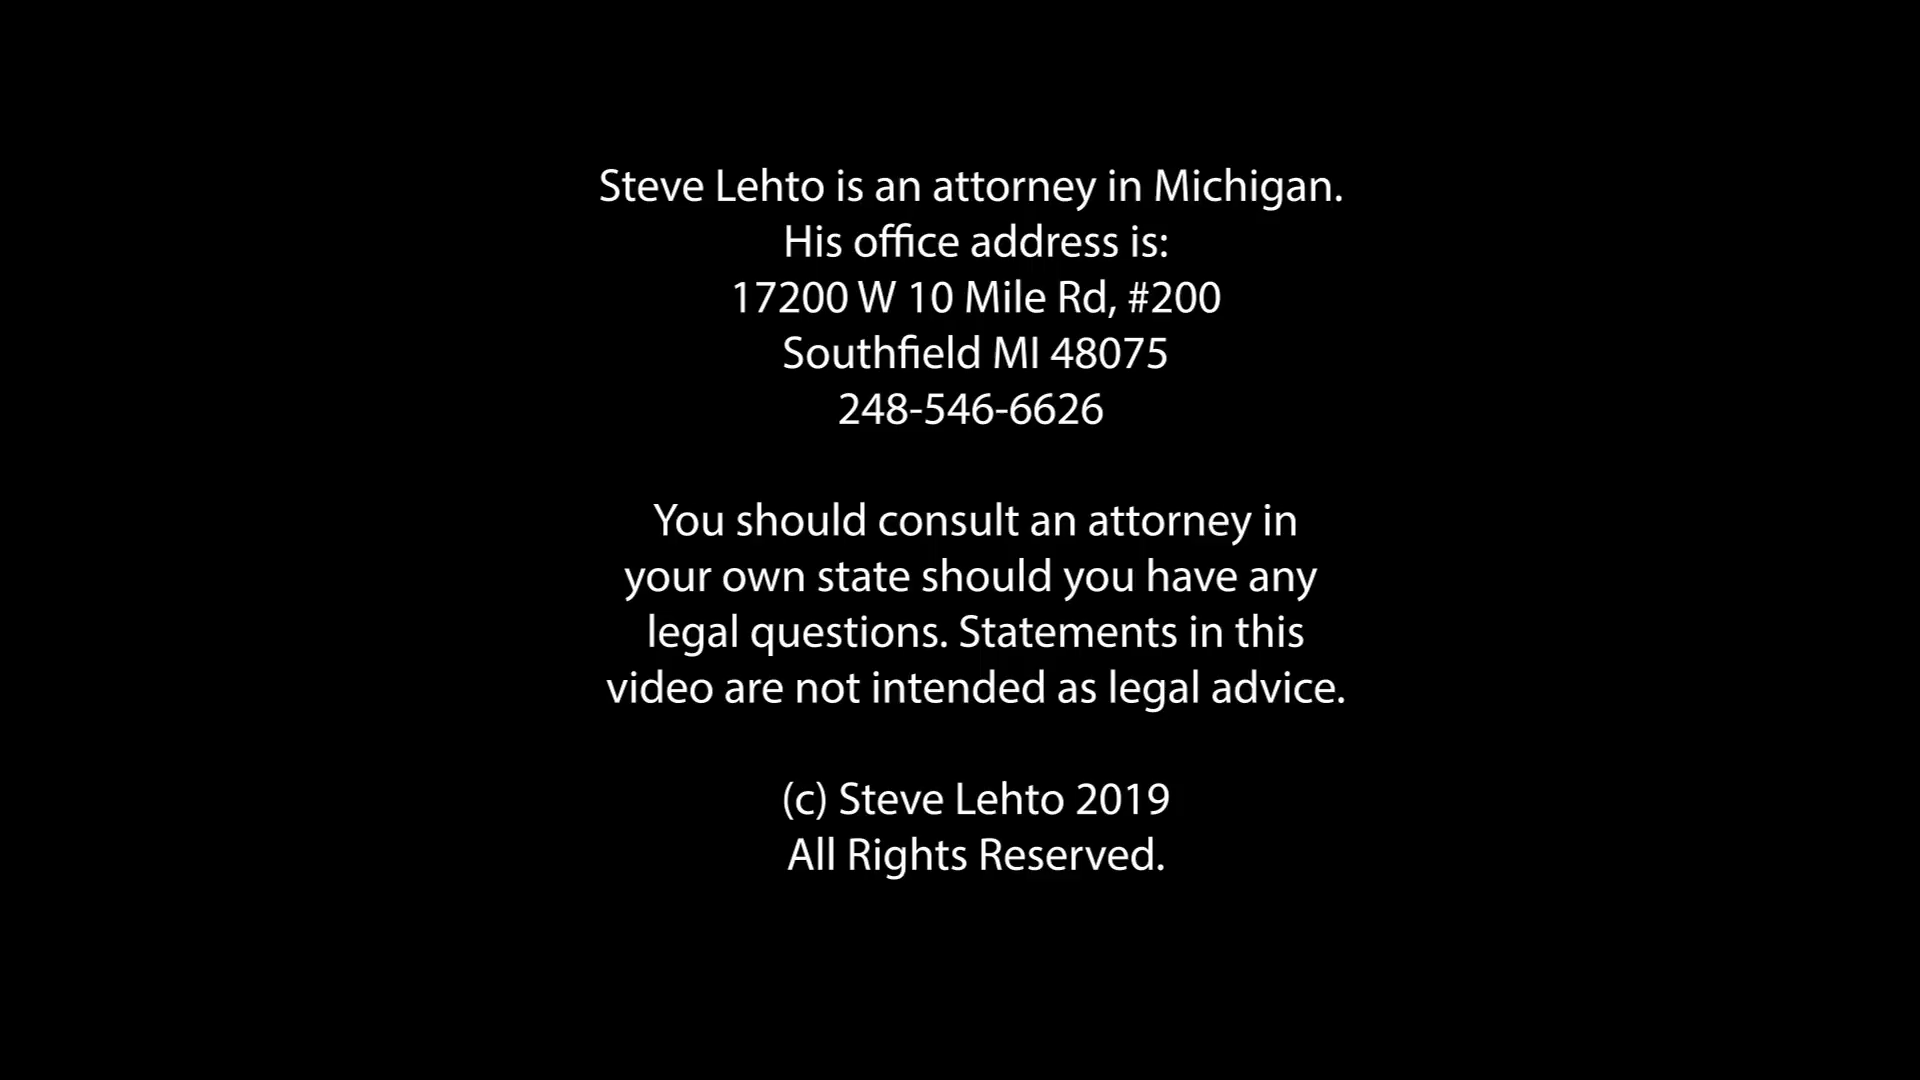 Steve Lehto is an attorney in Michigan.
His office address is:
17200 W 10 Mile Rd, #200
Southfield MI 48075
248-546-6626
You should consult an attorney in
your own state should you have any
legal questions. Statements in this
video are not intended as legal advice.
(c) Steve Lehto 2019
All Rights Reserved.